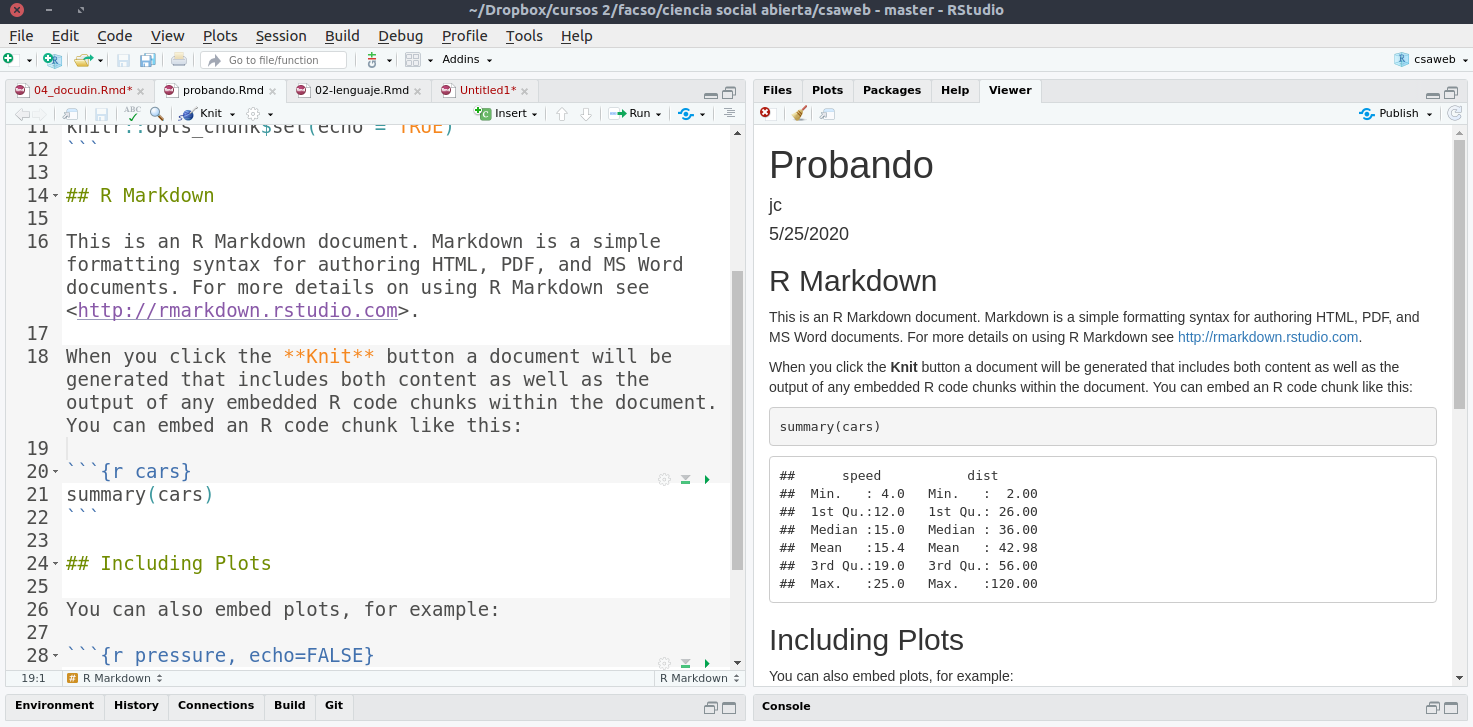 ~/Dropbox/cursos 2/facso/ciencia social abierta/csaweb - master - RStudio
File Edit Code View Plots Session Build Debug Profile Tools Help
Go to file/function Addins csaweb
04_docudin.Rmd* probando.Rmd 02-lenguaje.Rmd Untitled1*
ABC Knit Insert Run
11 knitr::opts_chunk$set(echo = TRUE)
12 ```
13
14 ## R Markdown
15
16 This is an R Markdown document. Markdown is a simple
formatting syntax for authoring HTML, PDF, and MS Word
documents. For more details on using R Markdown see
<http://rmarkdown.rstudio.com>.
17
18 When you click the **Knit** button a document will be
generated that includes both content as well as the
output of any embedded R code chunks within the document.
You can embed an R code chunk like this:
19
20 ```{r cars}
21 summary(cars)
22 ```
23
24 ## Including Plots
25
26 You can also embed plots, for example:
27
28 ```{r pressure, echo=FALSE}
19:1 # R Markdown R Markdown
Environment History Connections Build Git
Files Plots Packages Help Viewer
Publish
Probando
jc
5/25/2020
R Markdown
This is an R Markdown document. Markdown is a simple formatting syntax for authoring HTML, PDF, and
MS Word documents. For more details on using R Markdown see http://rmarkdown.rstudio.com.
When you click the Knit button a document will be generated that includes both content as well as the
output of any embedded R code chunks within the document. You can embed an R code chunk like this:
summary(cars)
##      speed           dist
##  Min.   : 4.0   Min.   :  2.00
##  1st Qu.:12.0   1st Qu.: 26.00
##  Median :15.0   Median : 36.00
##  Mean   :15.4   Mean   : 42.98
##  3rd Qu.:19.0   3rd Qu.: 56.00
##  Max.   :25.0   Max.   :120.00
Including Plots
You can also embed plots, for example:
Console